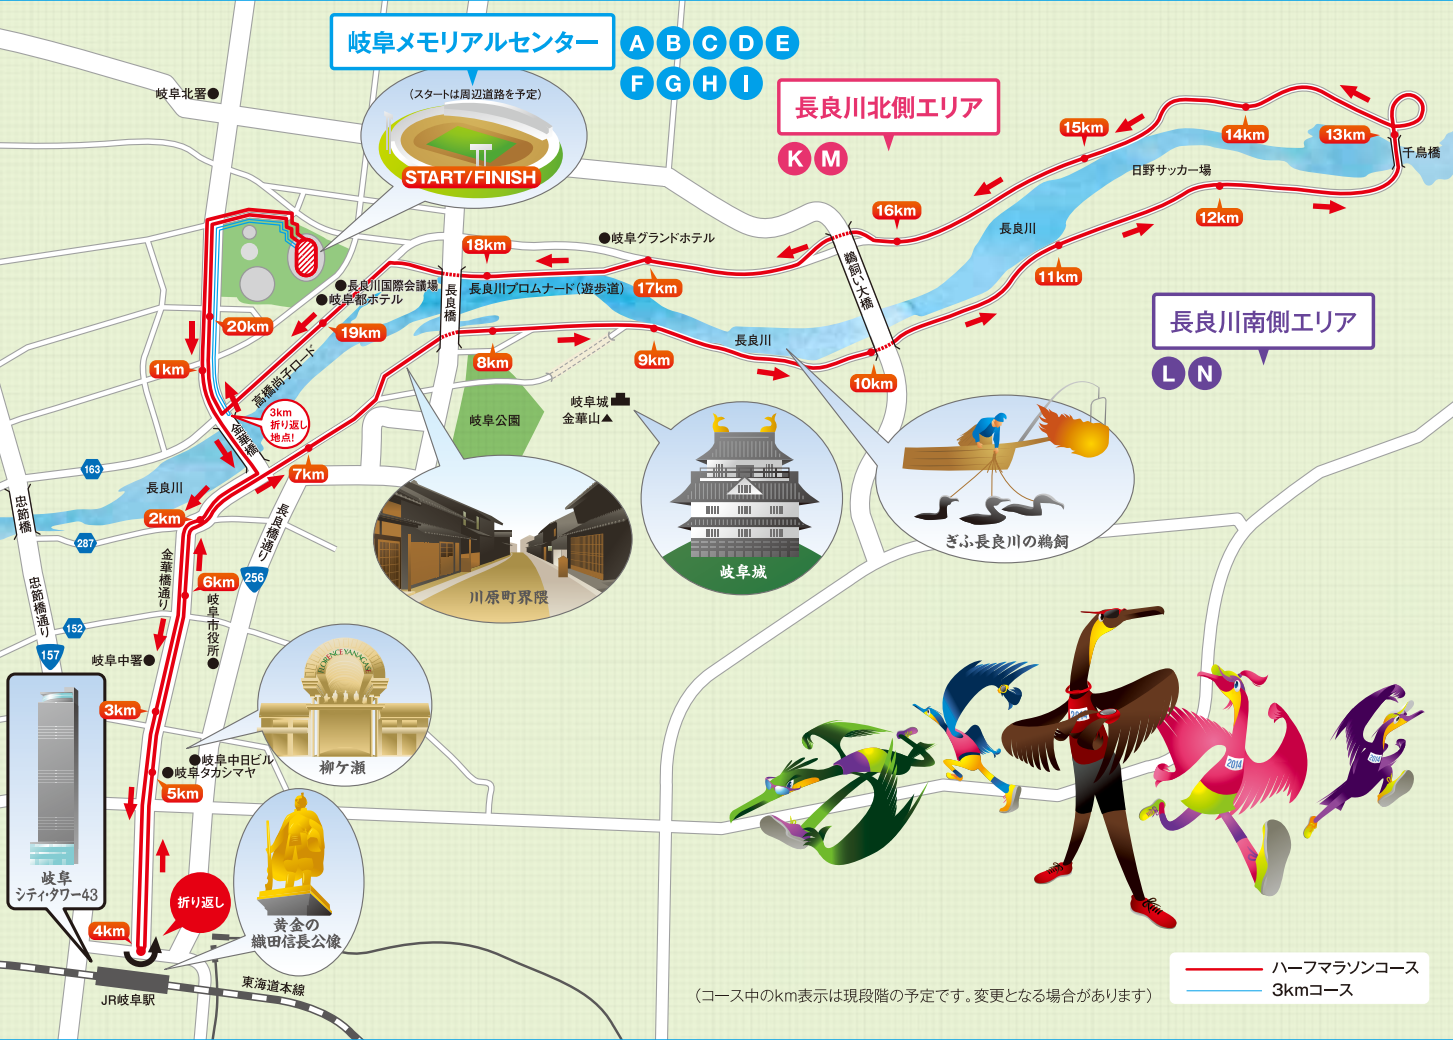 岐阜メモリアルセンター
A B C D E
F G H I
(スタートは周辺道路を予定)
START/FINISH
長良川北側エリア
K M
長良川南側エリア
L N
岐阜北署
15km
14km
13km
千鳥橋
日野サッカー場
16km
12km
長良川
11km
岐阜グランドホテル
鵜飼い大橋
18km
17km
長良川国際会議場
岐阜都ホテル
長良橋
長良川プロムナード(遊歩道)
20km
19km
1km
高橋尚子ロード
8km
9km
長良川
10km
3km
折り返し
地点!
金華橋
岐阜公園
岐阜城
金華山
7km
163
長良川
2km
忠節橋
287
長良橋通り
金華橋通り
6km
256
忠節橋通り
152
157
岐阜市役所
岐阜中署
川原町界隈
岐阜城
ぎふ長良川の鵜飼
FLORENCE YANAGASE
柳ケ瀬
3km
岐阜中日ビル
岐阜タカシマヤ
5km
岐阜
シティ・タワー43
折り返し
4km
黄金の
織田信長公像
JR岐阜駅
東海道本線
2014
2014
2014
(コース中のkm表示は現段階の予定です。変更となる場合があります)
ハーフマラソンコース
3kmコース